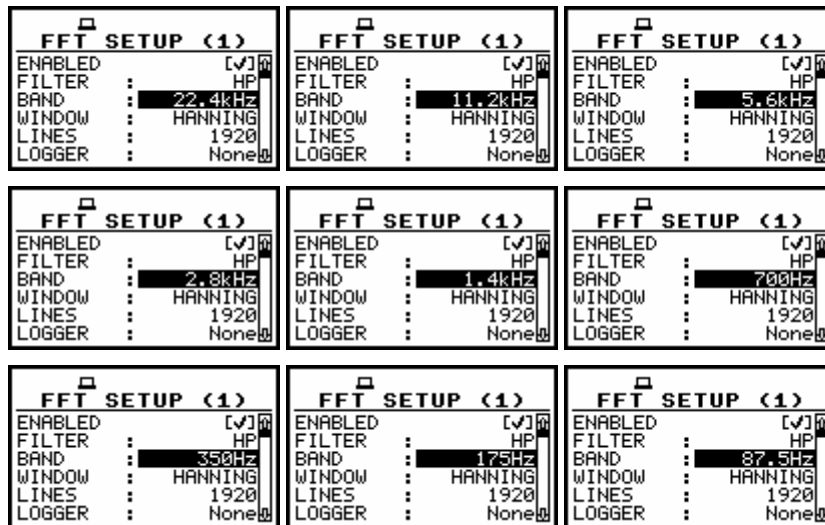 FFT SETUP (1)
ENABLED [✓]
FILTER : HP
BAND : 22.4kHz
WINDOW : HANNING
LINES : 1920
LOGGER : None
FFT SETUP (1)
ENABLED [✓]
FILTER : HP
BAND : 11.2kHz
WINDOW : HANNING
LINES : 1920
LOGGER : None
FFT SETUP (1)
ENABLED [✓]
FILTER : HP
BAND : 5.6kHz
WINDOW : HANNING
LINES : 1920
LOGGER : None
FFT SETUP (1)
ENABLED [✓]
FILTER : HP
BAND : 2.8kHz
WINDOW : HANNING
LINES : 1920
LOGGER : None
FFT SETUP (1)
ENABLED [✓]
FILTER : HP
BAND : 1.4kHz
WINDOW : HANNING
LINES : 1920
LOGGER : None
FFT SETUP (1)
ENABLED [✓]
FILTER : HP
BAND : 700Hz
WINDOW : HANNING
LINES : 1920
LOGGER : None
FFT SETUP (1)
ENABLED [✓]
FILTER : HP
BAND : 350Hz
WINDOW : HANNING
LINES : 1920
LOGGER : None
FFT SETUP (1)
ENABLED [✓]
FILTER : HP
BAND : 175Hz
WINDOW : HANNING
LINES : 1920
LOGGER : None
FFT SETUP (1)
ENABLED [✓]
FILTER : HP
BAND : 87.5Hz
WINDOW : HANNING
LINES : 1920
LOGGER : None